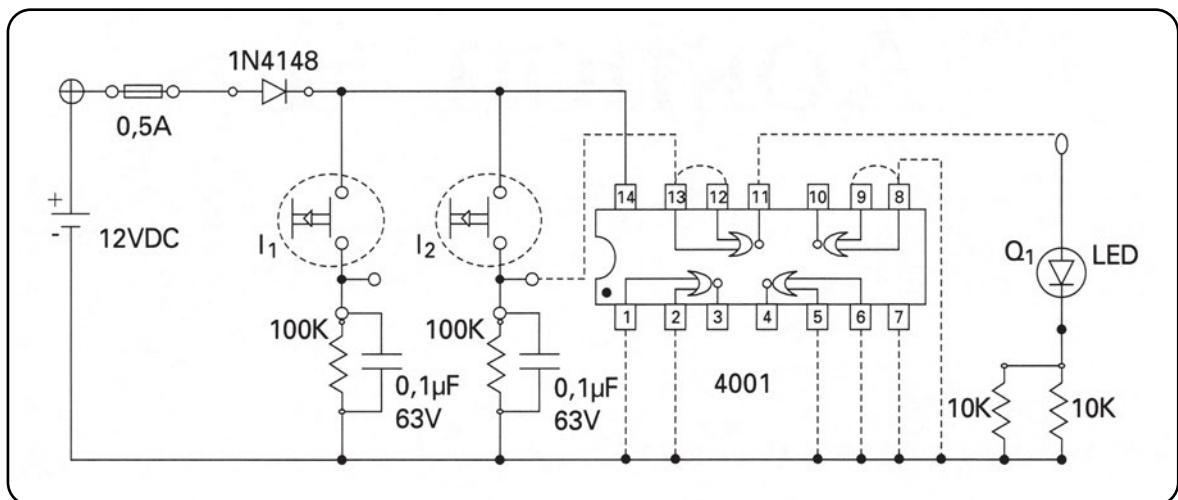 1N4148
0,5A
+
-
12VDC
I1
I2
14 13 12 11 10 9 8
Q1
LED
1 2 3 4 5 6 7
100K
100K
0,1µF
63V
0,1µF
63V
4001
10K
10K